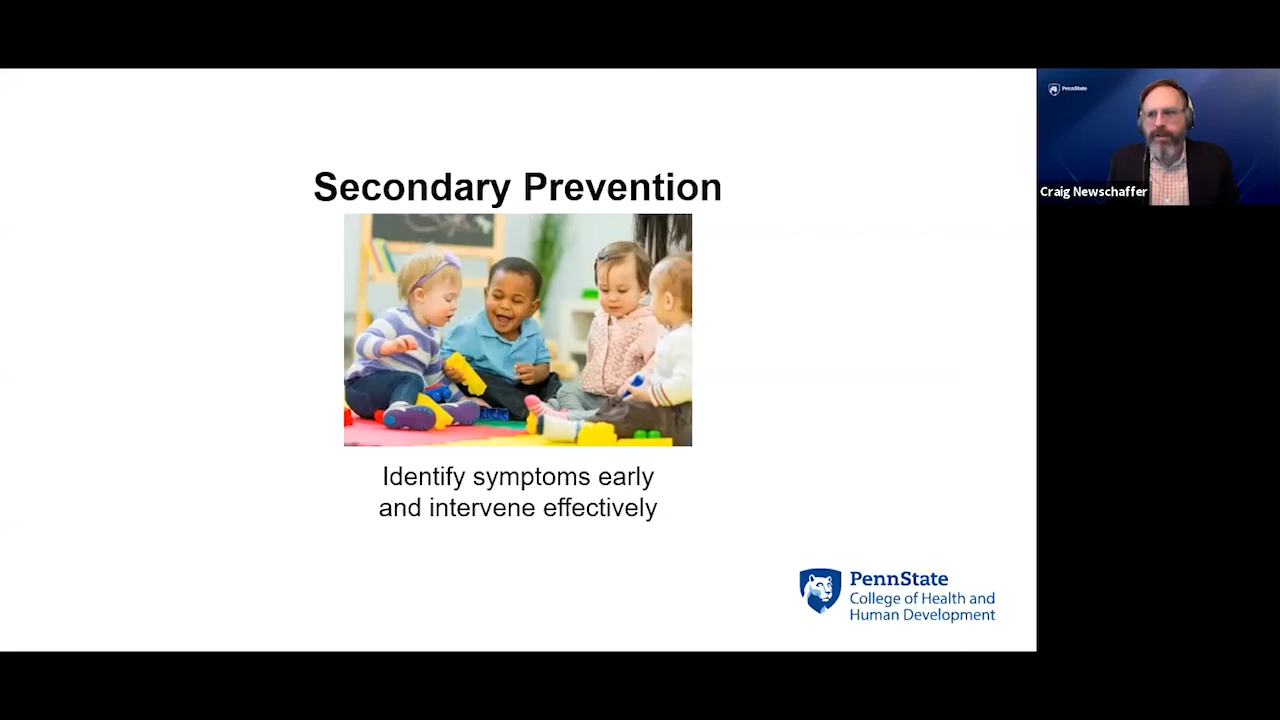 Secondary Prevention
Identify symptoms early
and intervene effectively
PennState
College of Health and
Human Development
PennState
Craig Newschaffer